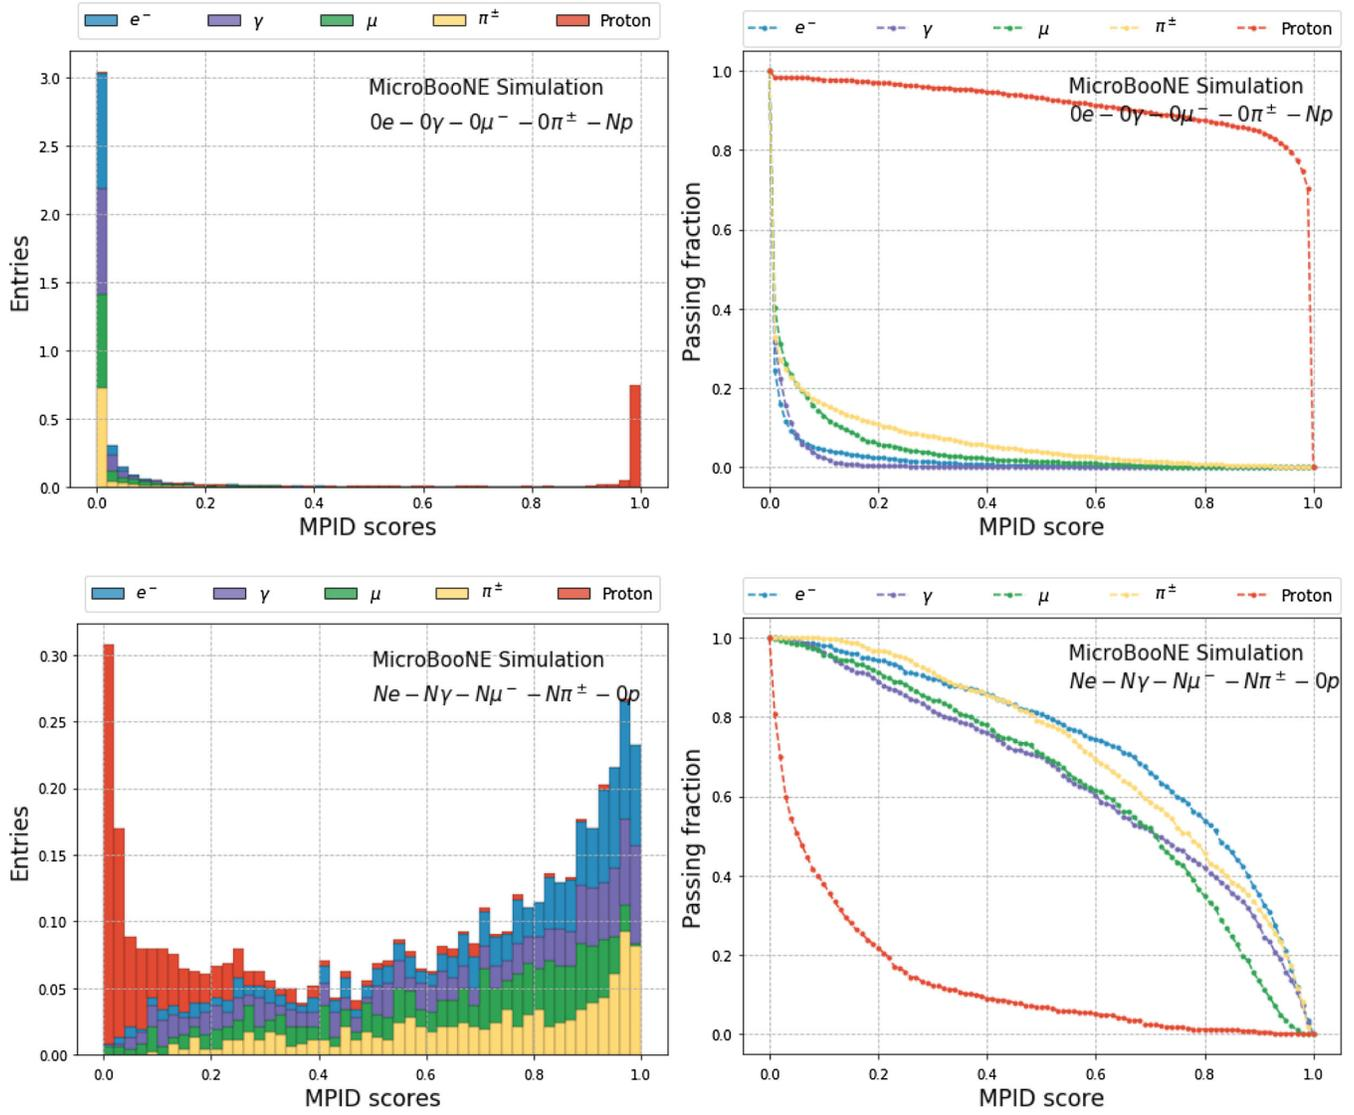 e⁻ γ μ π± Proton
MicroBooNE Simulation
0e − 0γ − 0μ⁻ − 0π± − Np
Entries
3.0
2.5
2.0
1.5
1.0
0.5
0.0
0.0 0.2 0.4 0.6 0.8 1.0
MPID scores
e⁻ γ μ π± Proton
MicroBooNE Simulation
0e − 0γ − 0μ⁻ − 0π± − Np
Passing fraction
1.0
0.8
0.6
0.4
0.2
0.0
0.0 0.2 0.4 0.6 0.8 1.0
MPID score
e⁻ γ μ π± Proton
MicroBooNE Simulation
Ne − Nγ − Nμ⁻ − Nπ± − 0p
Entries
0.30
0.25
0.20
0.15
0.10
0.05
0.00
0.0 0.2 0.4 0.6 0.8 1.0
MPID scores
e⁻ γ μ π± Proton
MicroBooNE Simulation
Ne − Nγ − Nμ⁻ − Nπ± − 0p
Passing fraction
1.0
0.8
0.6
0.4
0.2
0.0
0.0 0.2 0.4 0.6 0.8 1.0
MPID score